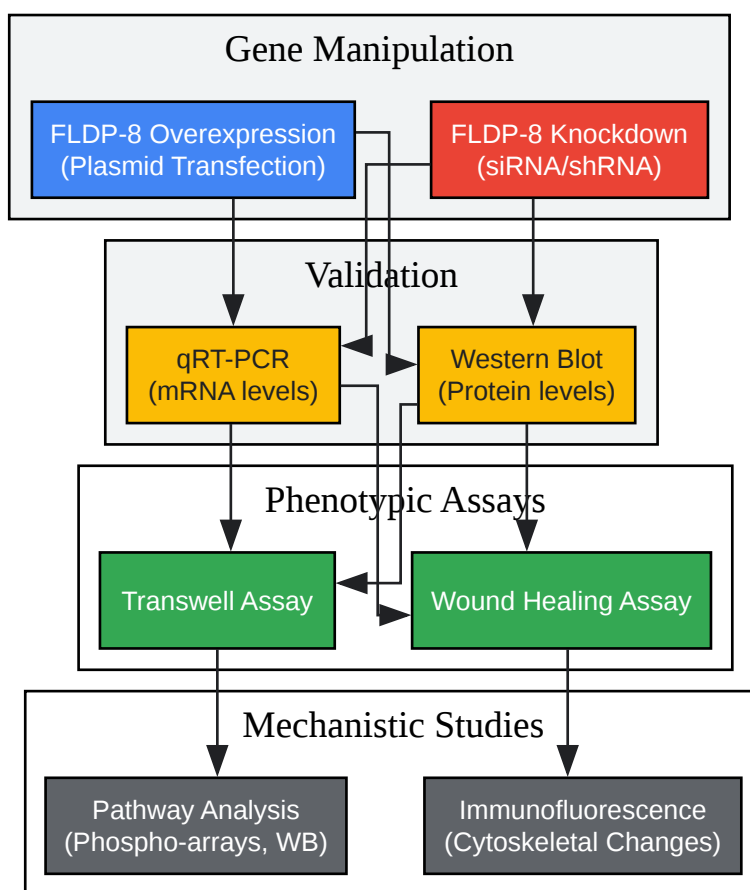 Gene Manipulation
FLDP-8 Overexpression
(Plasmid Transfection)
FLDP-8 Knockdown
(siRNA/shRNA)
Validation
qRT-PCR
(mRNA levels)
Western Blot
(Protein levels)
Phenotypic Assays
Transwell Assay
Wound Healing Assay
Mechanistic Studies
Pathway Analysis
(Phospho-arrays, WB)
Immunofluorescence
(Cytoskeletal Changes)